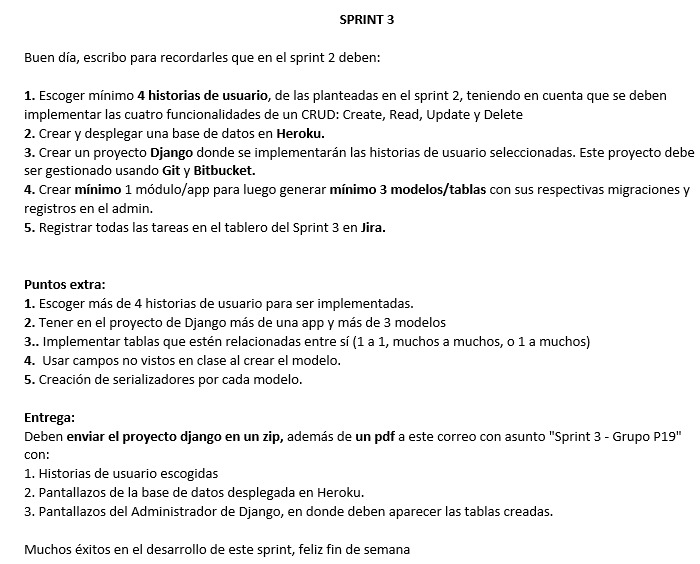 SPRINT 3
Buen día, escribo para recordarles que en el sprint 2 deben:
1. Escoger mínimo 4 historias de usuario, de las planteadas en el sprint 2, teniendo en cuenta que se deben
implementar las cuatro funcionalidades de un CRUD: Create, Read, Update y Delete
2. Crear y desplegar una base de datos en Heroku.
3. Crear un proyecto Django donde se implementarán las historias de usuario seleccionadas. Este proyecto debe
ser gestionado usando Git y Bitbucket.
4. Crear mínimo 1 módulo/app para luego generar mínimo 3 modelos/tablas con sus respectivas migraciones y
registros en el admin.
5. Registrar todas las tareas en el tablero del Sprint 3 en Jira.
Puntos extra:
1. Escoger más de 4 historias de usuario para ser implementadas.
2. Tener en el proyecto de Django más de una app y más de 3 modelos
3.. Implementar tablas que estén relacionadas entre sí (1 a 1, muchos a muchos, o 1 a muchos)
4. Usar campos no vistos en clase al crear el modelo.
5. Creación de serializadores por cada modelo.
Entrega:
Deben enviar el proyecto django en un zip, además de un pdf a este correo con asunto "Sprint 3 - Grupo P19"
con:
1. Historias de usuario escogidas
2. Pantallazos de la base de datos desplegada en Heroku.
3. Pantallazos del Administrador de Django, en donde deben aparecer las tablas creadas.
Muchos éxitos en el desarrollo de este sprint, feliz fin de semana